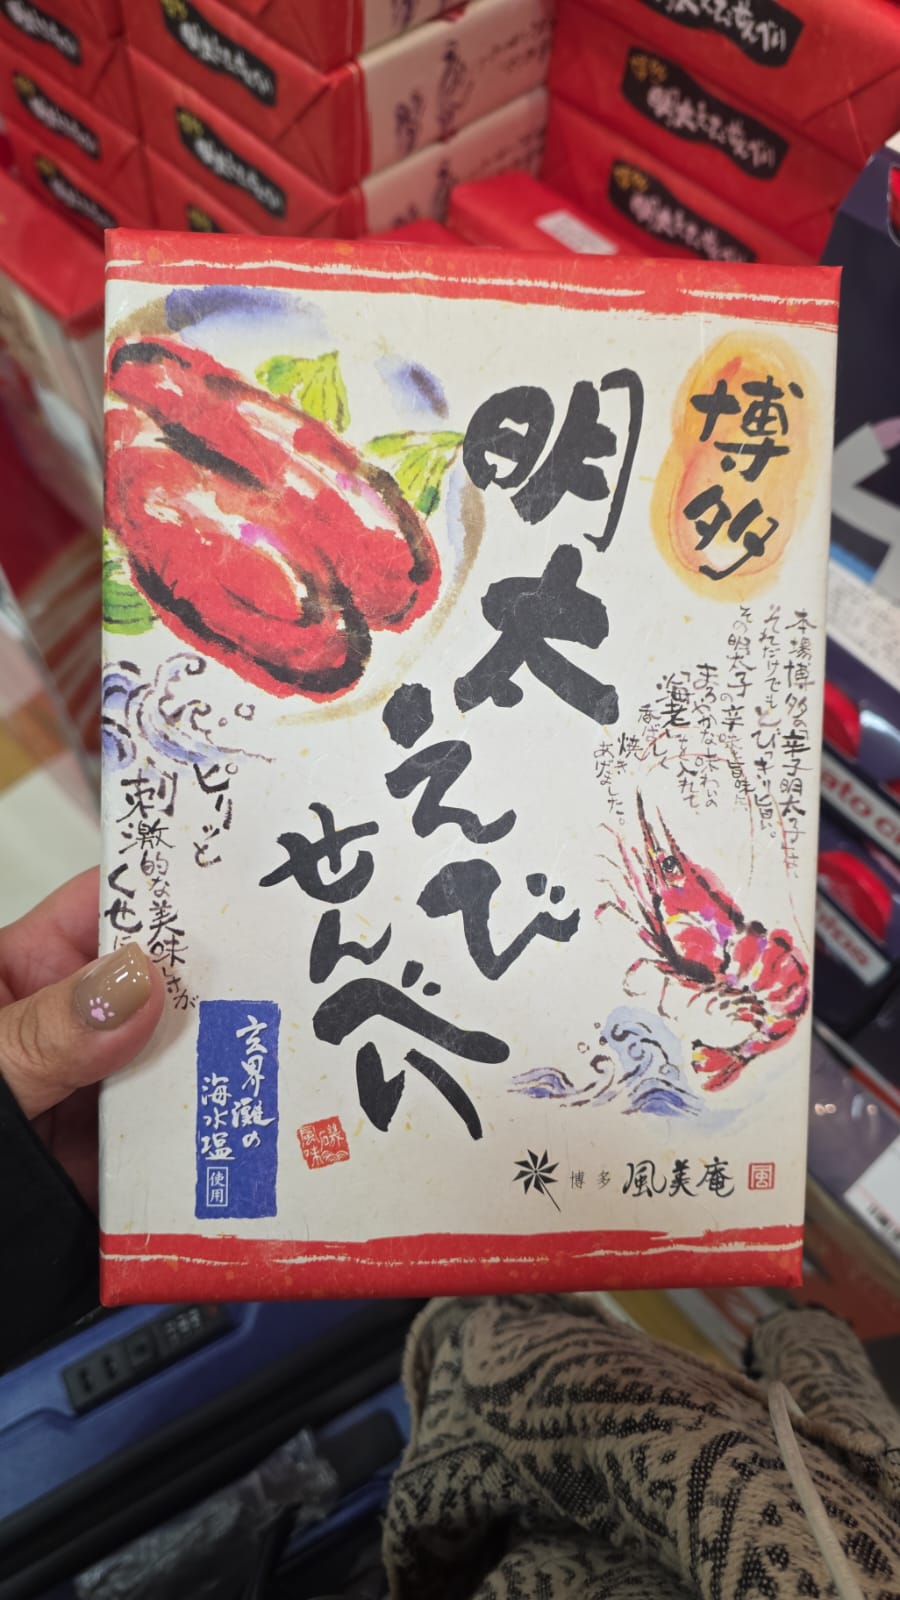 博多
明太
えび
せんべい
本場博多の辛子明太子は
それだけでもとびっきり旨い。
その明太子の辛味と旨味に
まろやかな味わいの
「海老」を入れて、
香ばしく
焼き
あげました。
ピリッと
刺激的な美味しさが
くせに
玄界灘の
海水塩
使用
磯
風味
博多 風美庵
風